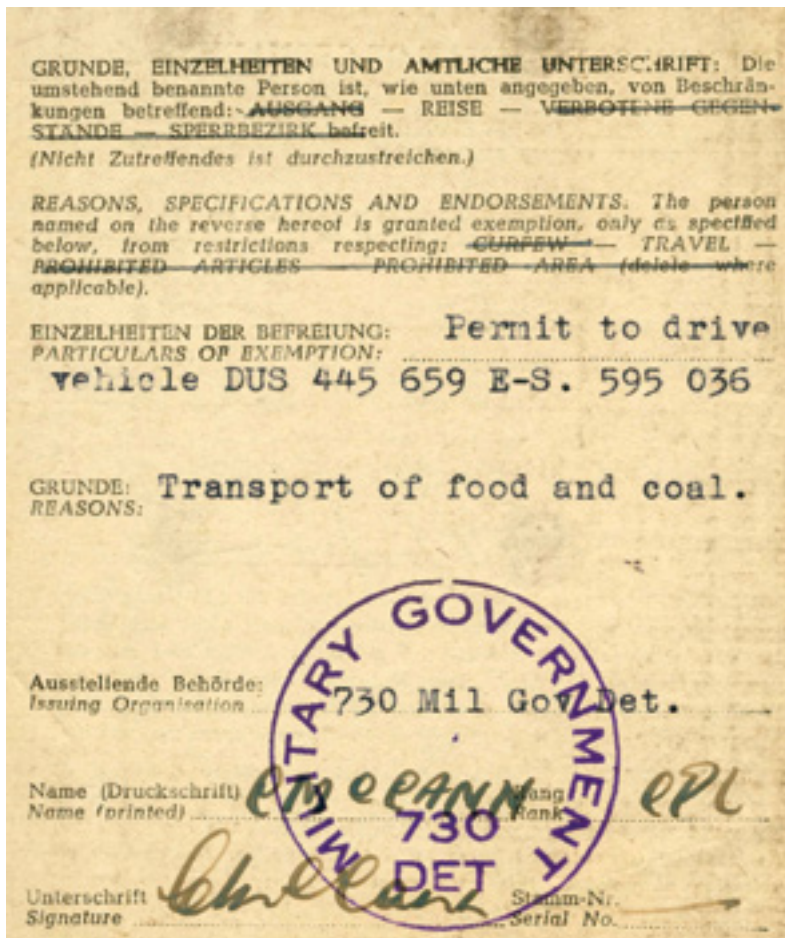 GRÜNDE, EINZELHEITEN UND AMTLICHE UNTERSCHRIFT: Die
umstehend benannte Person ist, wie unten angegeben, von Beschrän-
kungen betreffend: AUSGANG — REISE — VERBOTENE GEGEN-
STÄNDE — SPERRBEZIRK befreit.
(Nicht Zutreffendes ist durchzustreichen.)
REASONS, SPECIFICATIONS AND ENDORSEMENTS. The person
named on the reverse hereof is granted exemption, only as specified
below, from restrictions respecting: CURFEW — TRAVEL —
PROHIBITED ARTICLES — PROHIBITED AREA (delete where
applicable).
EINZELHEITEN DER BEFREIUNG: Permit to drive
PARTICULARS OF EXEMPTION:
vehicle DUS 445 659 E-S. 595 036
GRÜNDE: Transport of food and coal.
REASONS:
Ausstellende Behörde:
Issuing Organisation 730 Mil Gov Det.
Name (Druckschrift) McCANN Rang CPL
Name (printed) Rank
MILITARY GOVERNMENT
730
DET
Unterschrift Stamm-Nr.
Signature Serial No.